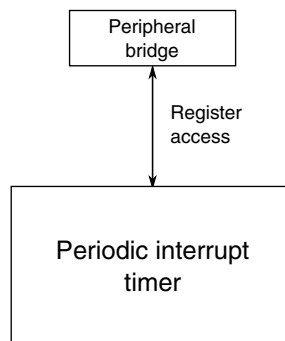 Peripheral
bridge
Register
access
Periodic interrupt
timer